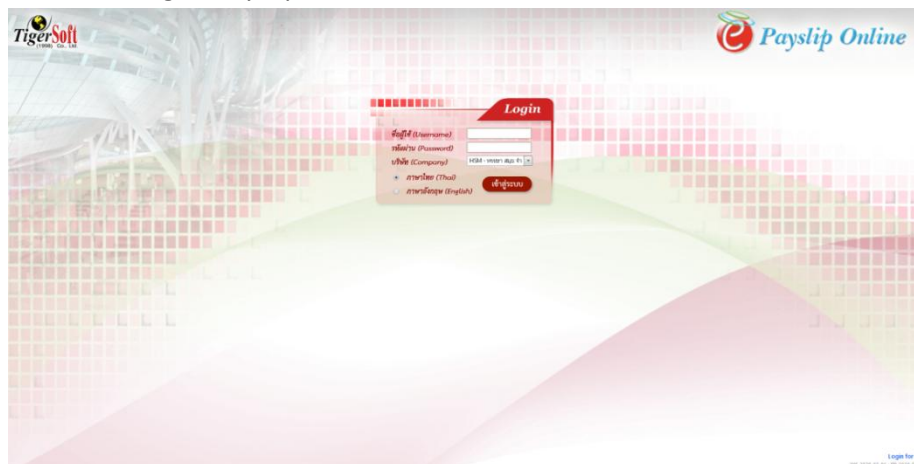 TigerSoft
(1998) Co., Ltd.
e Payslip Online
Login
ชื่อผู้ใช้ (Username)
รหัสผ่าน (Password)
บริษัท (Company)
HSM -
ภาษาไทย (Thai)
ภาษาอังกฤษ (English)
เข้าสู่ระบบ
Login for